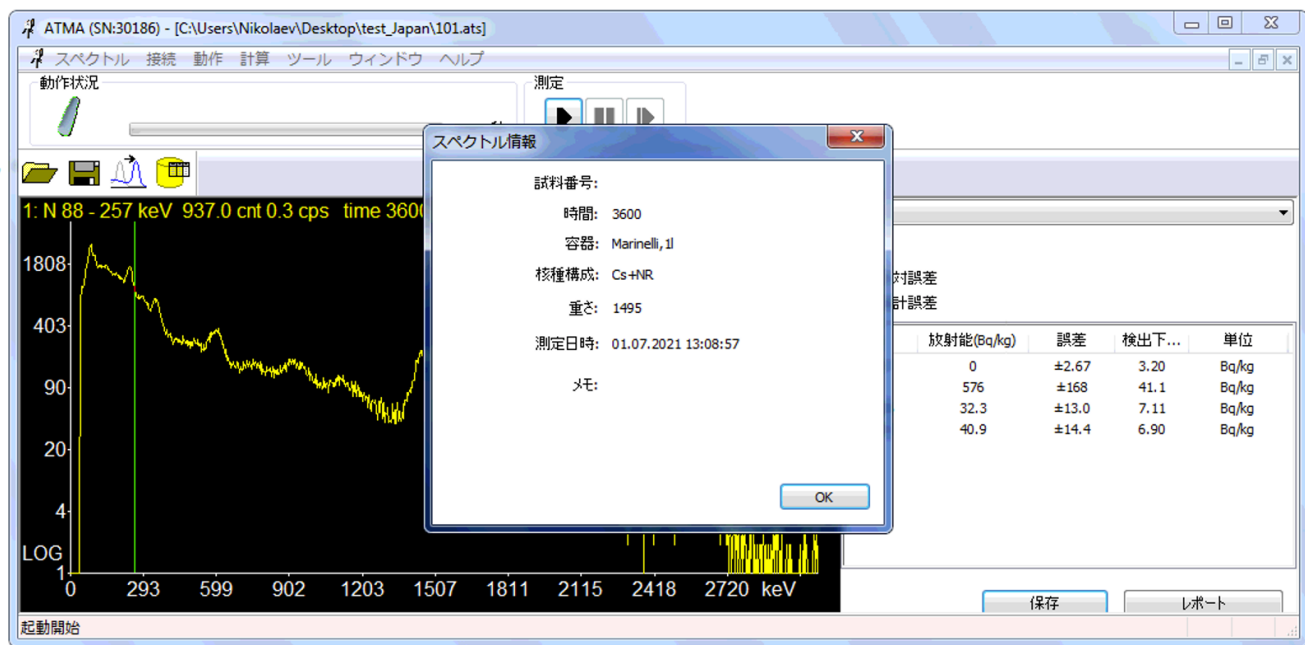 ATMA (SN:30186) - [C:\Users\Nikolaev\Desktop\test_Japan\101.ats]
スペクトル 接続 動作 計算 ツール ウィンドウ ヘルプ
動作状況
測定
スペクトル情報
試料番号:
時間: 3600
容器: Marinelli,1l
核種構成: Cs+NR
重さ: 1495
測定日時: 01.07.2021 13:08:57
メモ:
OK
1: N 88 - 257 keV 937.0 cnt 0.3 cps time 3600
1808
403
90
20
4
LOG
1
0 293 599 902 1203 1507 1811 2115 2418 2720 keV
対誤差
計誤差
放射能(Bq/kg) 誤差 検出下... 単位
0 ±2.67 3.20 Bq/kg
576 ±168 41.1 Bq/kg
32.3 ±13.0 7.11 Bq/kg
40.9 ±14.4 6.90 Bq/kg
保存 レポート
起動開始